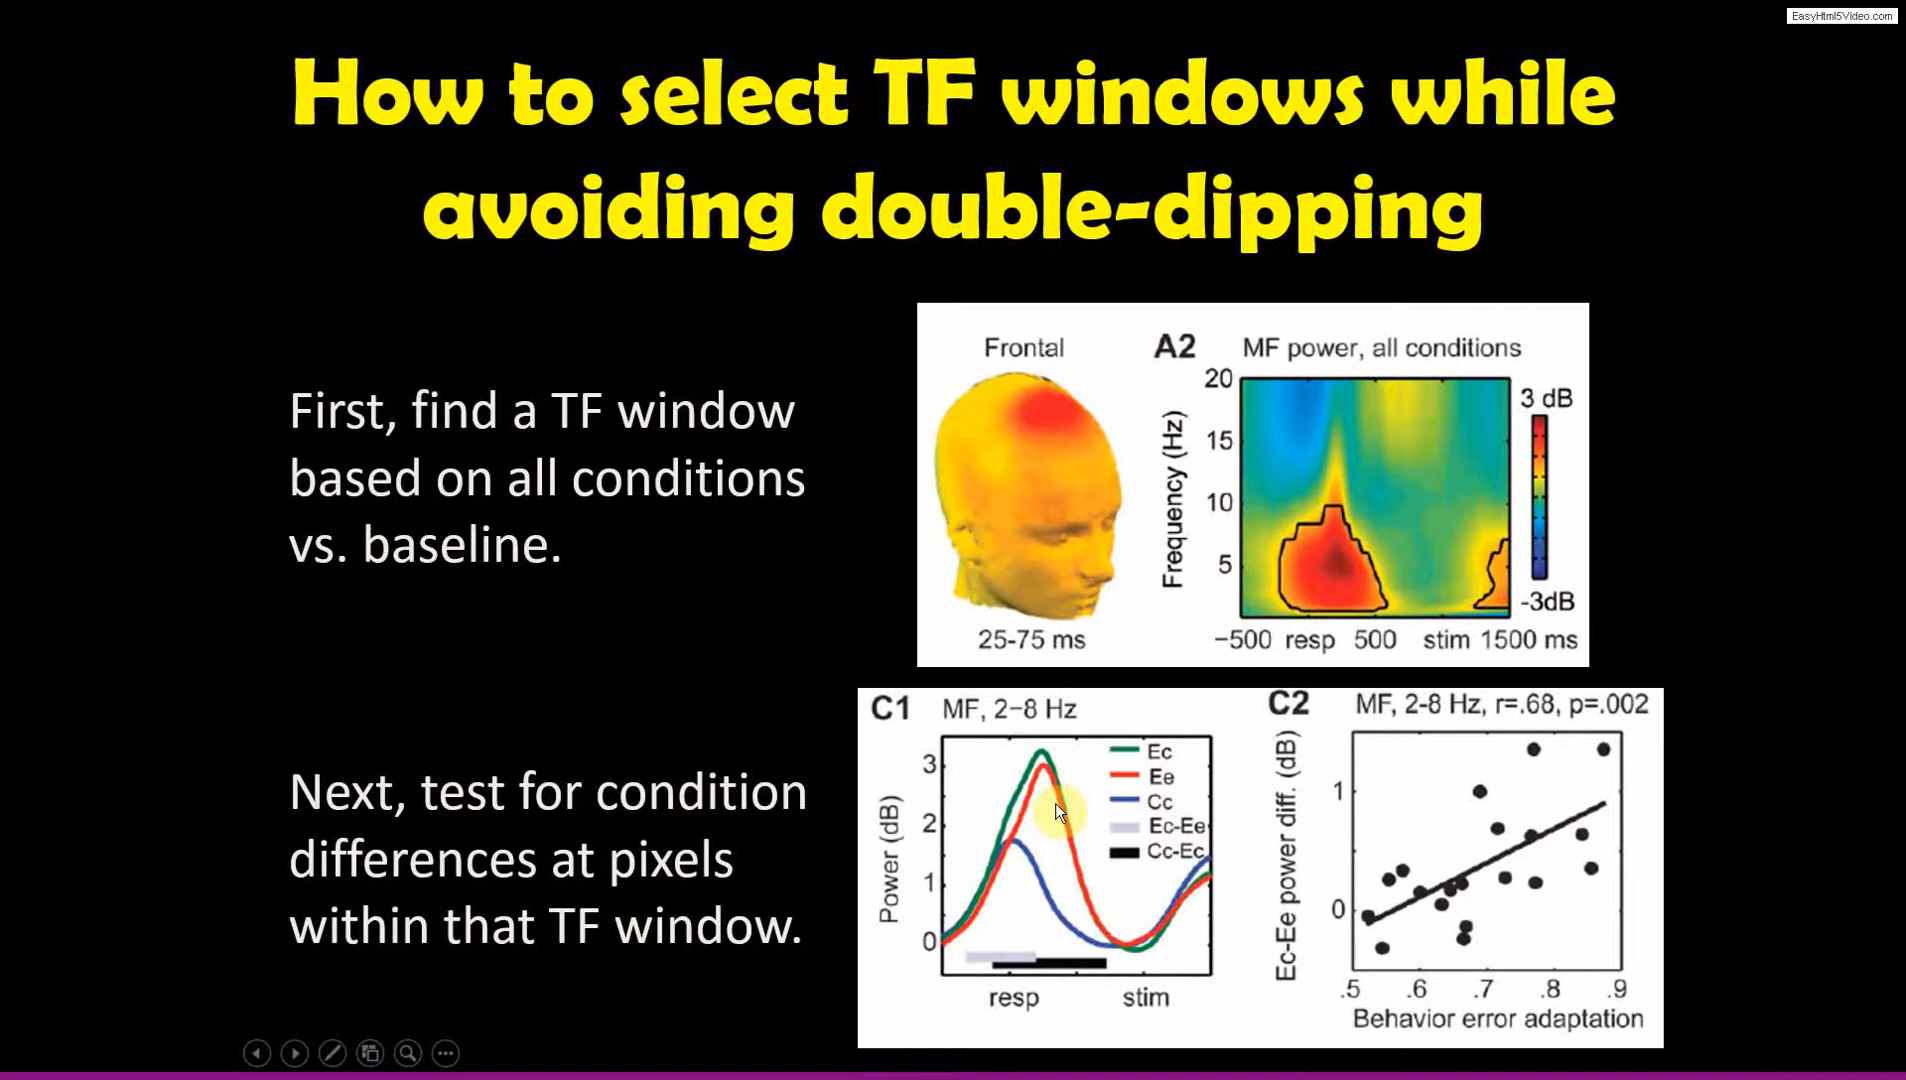 EasyHtml5Video.com
How to select TF windows while
avoiding double-dipping
First, find a TF window
based on all conditions
vs. baseline.
Frontal
25-75 ms
A2 MF power, all conditions
Frequency (Hz)
20
15
10
5
3 dB
-3dB
−500 resp 500 stim 1500 ms
Next, test for condition
differences at pixels
within that TF window.
C1 MF, 2−8 Hz
Power (dB)
3
2
1
0
Ec
Ee
Cc
Ec-Ee
Cc-Ec
resp stim
C2 MF, 2-8 Hz, r=.68, p=.002
Ec-Ee power diff. (dB)
1
0
.5 .6 .7 .8 .9
Behavior error adaptation